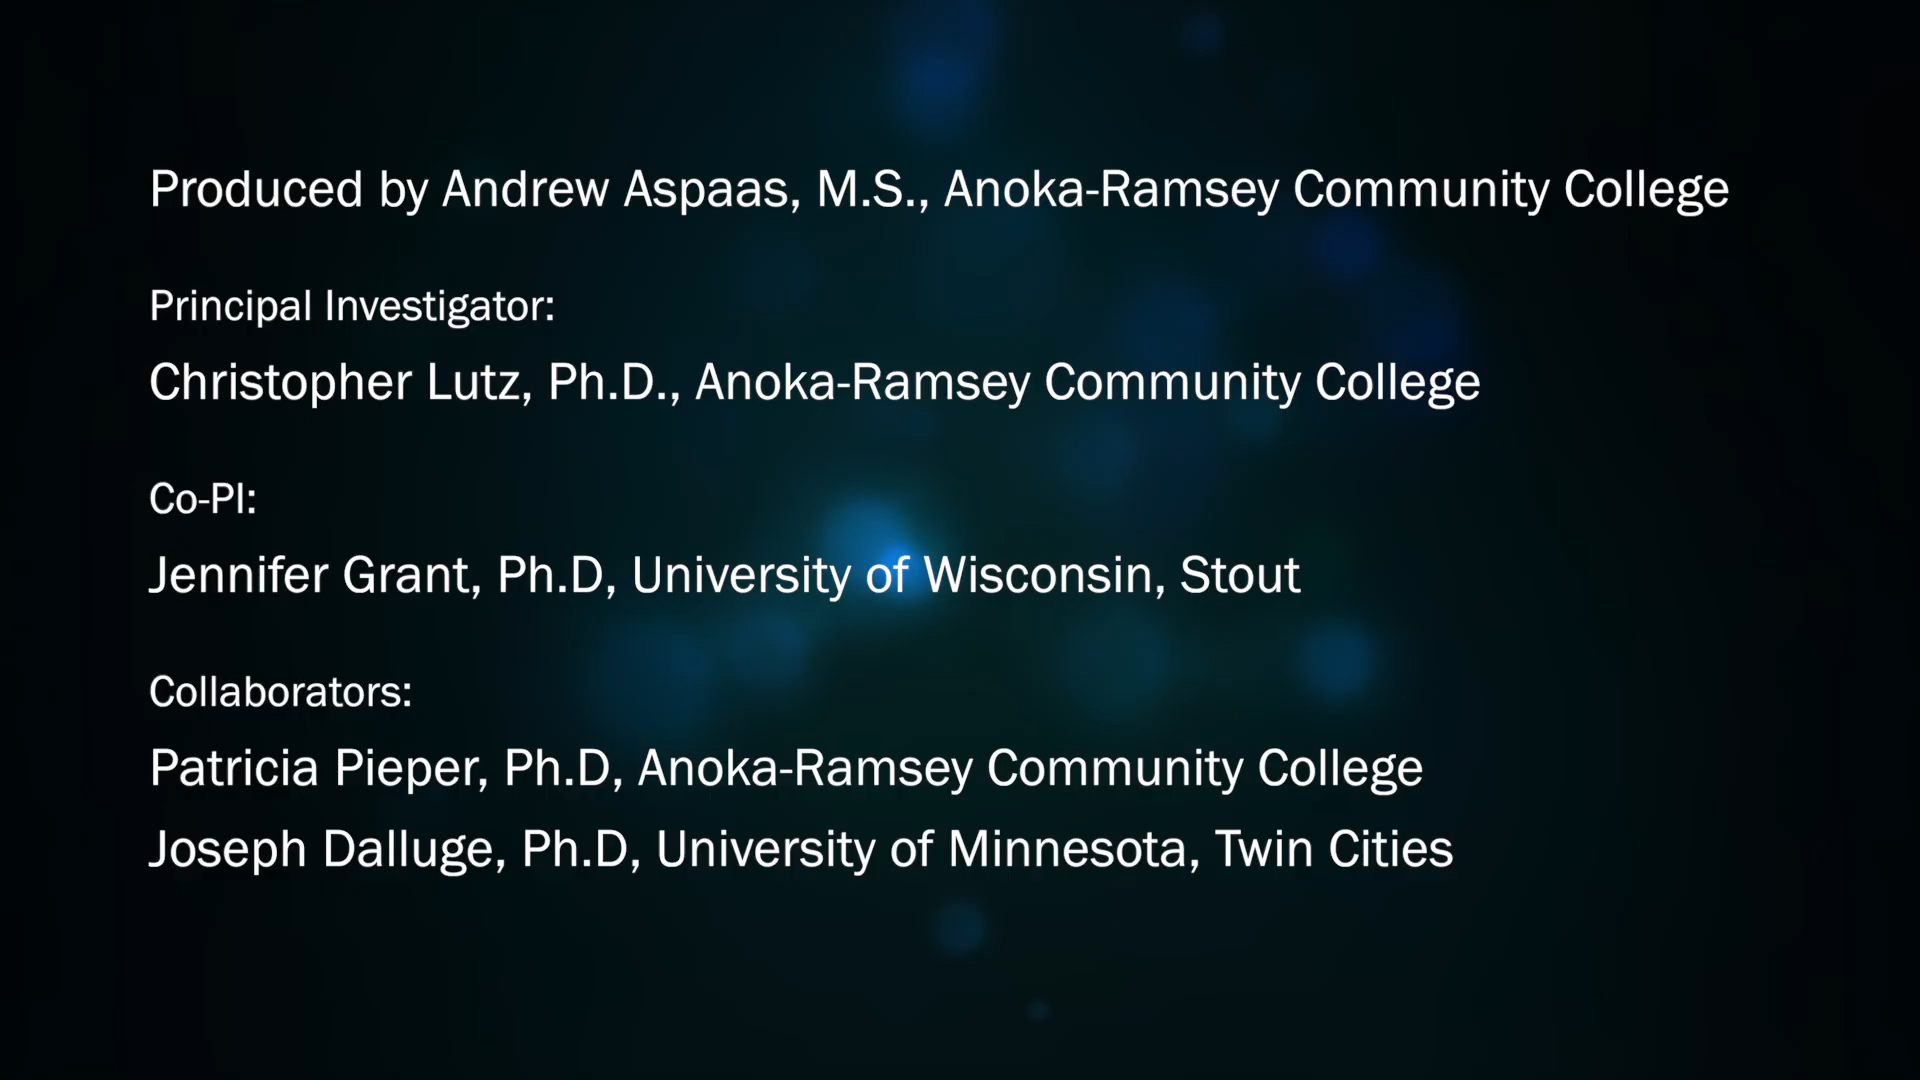 Produced by Andrew Aspaas, M.S., Anoka-Ramsey Community College
Principal Investigator:
Christopher Lutz, Ph.D., Anoka-Ramsey Community College
Co-PI:
Jennifer Grant, Ph.D, University of Wisconsin, Stout
Collaborators:
Patricia Pieper, Ph.D, Anoka-Ramsey Community College
Joseph Dalluge, Ph.D, University of Minnesota, Twin Cities